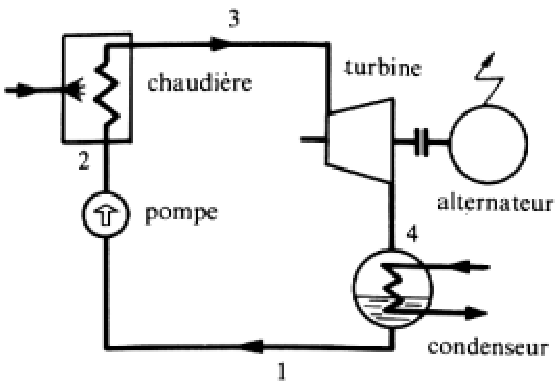 3
turbine
chaudière
2
pompe
alternateur
4
condenseur
1